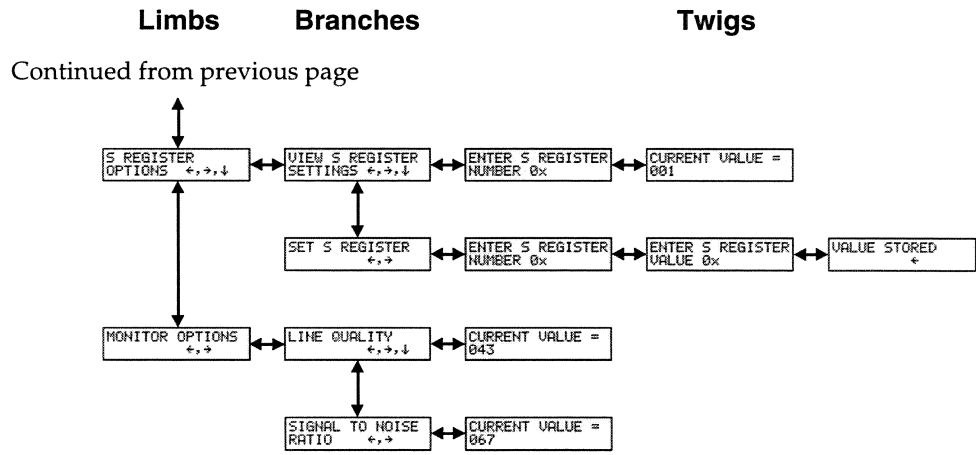 Limbs Branches Twigs
Continued from previous page
S REGISTER
OPTIONS ←,→,↓
VIEW S REGISTER
SETTINGS ←,→,↓
ENTER S REGISTER
NUMBER 0x
CURRENT VALUE =
001
SET S REGISTER
←,→
ENTER S REGISTER
NUMBER 0x
ENTER S REGISTER
VALUE 0x
VALUE STORED
←
MONITOR OPTIONS
←,→
LINE QUALITY
←,→,↓
CURRENT VALUE =
043
SIGNAL TO NOISE
RATIO ←,→
CURRENT VALUE =
067